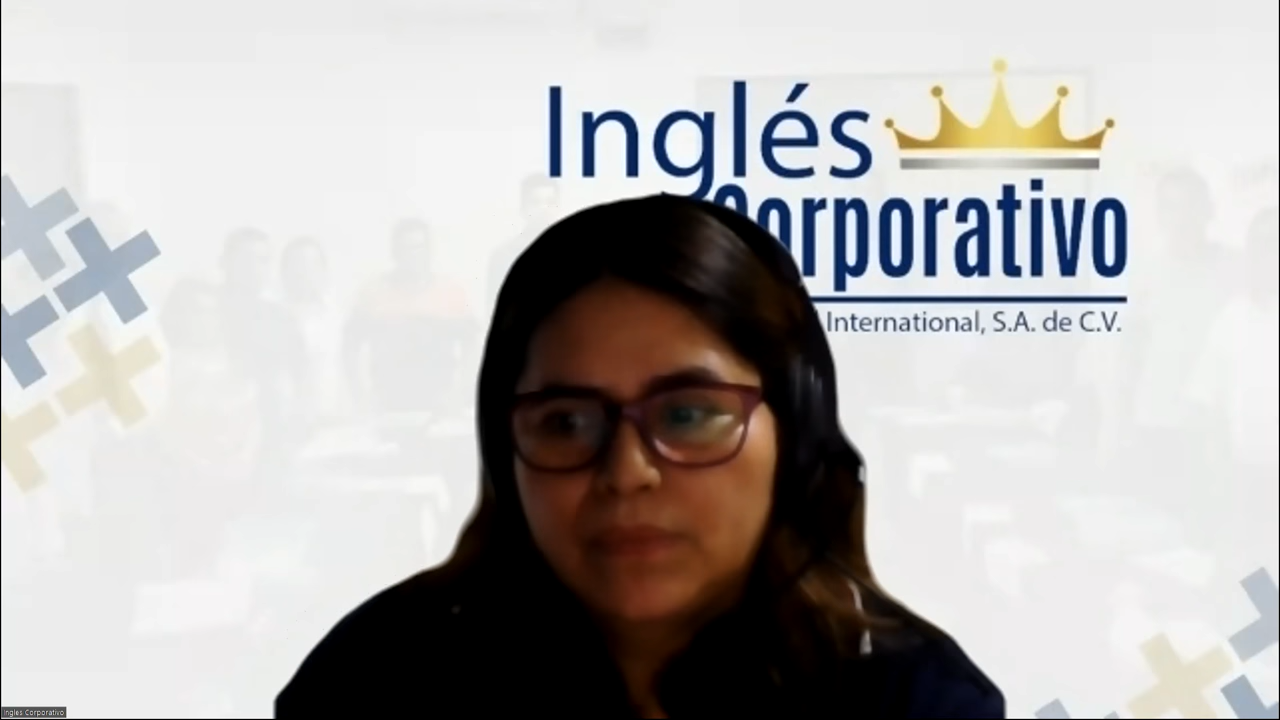 Inglés
Corporativo
International, S.A. de C.V.
Ingles Corporativo